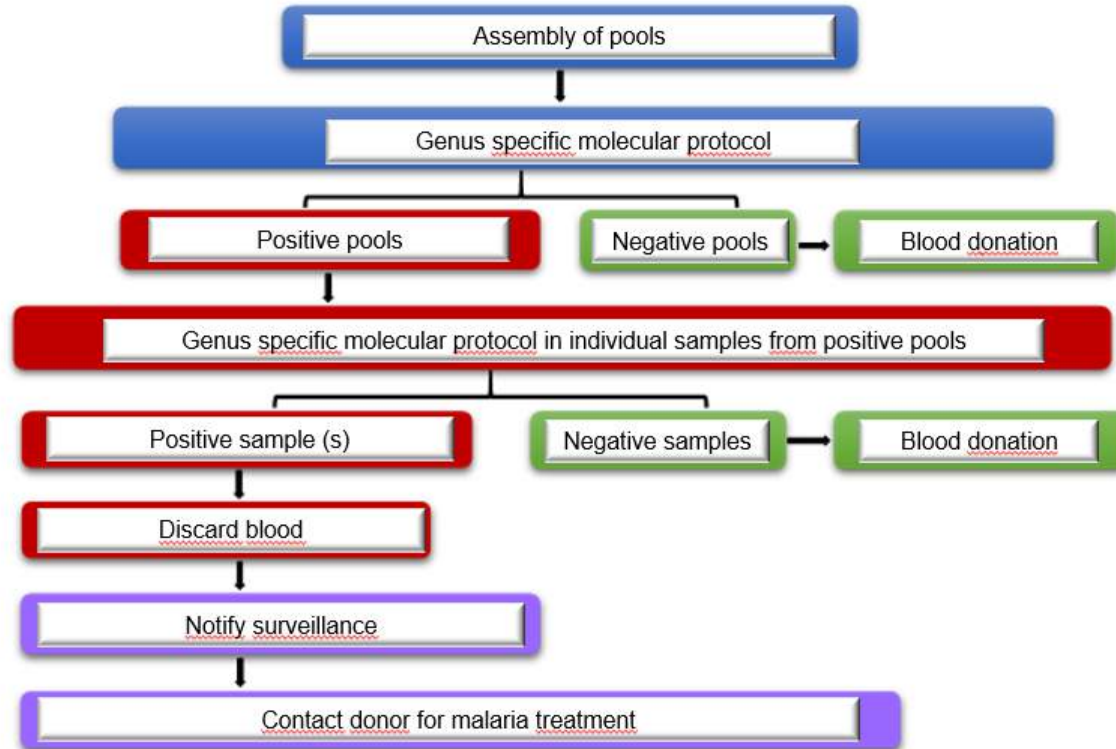 Assembly of pools
Genus specific molecular protocol
Positive pools
Negative pools
Blood donation
Genus specific molecular protocol in individual samples from positive pools
Positive sample (s)
Negative samples
Blood donation
Discard blood
Notify surveillance
Contact donor for malaria treatment